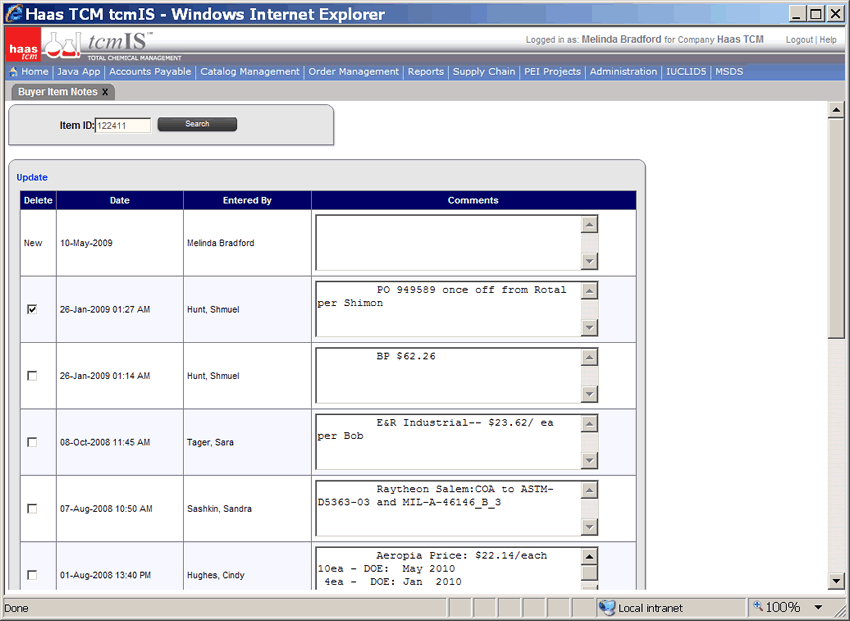 Haas TCM tcmIS - Windows Internet Explorer
haas tcm
tcmIS™
TOTAL CHEMICAL MANAGEMENT
Logged in as: Melinda Bradford for Company Haas TCM
Logout | Help
Home | Java App | Accounts Payable | Catalog Management | Order Management | Reports | Supply Chain | PEI Projects | Administration | IUCLID5 | MSDS
Buyer Item Notes X
Item ID: 122411 Search
Update
Delete Date Entered By Comments
New 10-May-2009 Melinda Bradford
26-Jan-2009 01:27 AM Hunt, Shmuel PO 949589 once off from Rotal
per Shimon
26-Jan-2009 01:14 AM Hunt, Shmuel BP $62.26
08-Oct-2008 11:45 AM Tager, Sara E&R Industrial-- $23.62/ ea
per Bob
07-Aug-2008 10:50 AM Sashkin, Sandra Raytheon Salem:COA to ASTM-
D5363-03 and MIL-A-46146_B_3
01-Aug-2008 13:40 PM Hughes, Cindy Aeropia Price: $22.14/each
10ea - DOE: May 2010
4ea - DOE: Jan 2010
Done Local intranet 100%